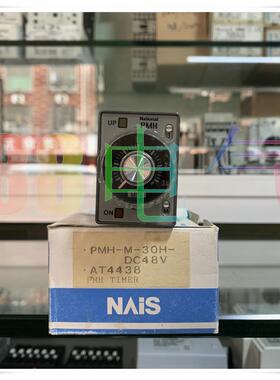 UP
National
PMH
ON
· PMH-M-30H-
DC48V
· AT4438
PMH TIMER
NAiS